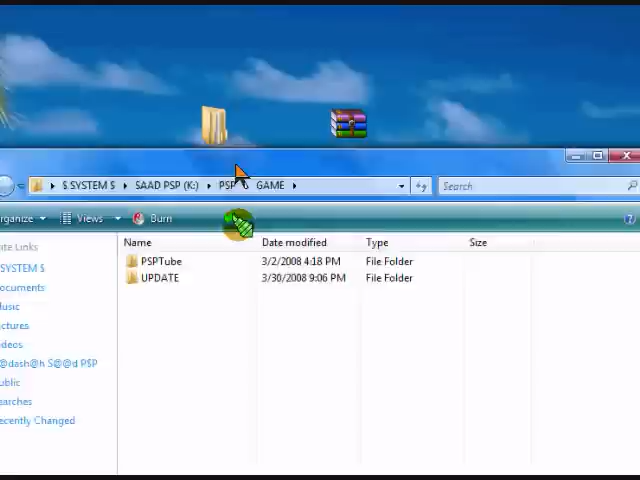 $ SYSTEM $ SAAD PSP (K:) PSP GAME Search
rganize Views Burn
ite Links Name Date modified Type Size
PSPTube 3/2/2008 4:18 PM File Folder
SYSTEM $
UPDATE 3/30/2008 9:06 PM File Folder
ocuments
usic
ctures
deos
@dash@h S@@d P$P
ublic
earches
ecently Changed